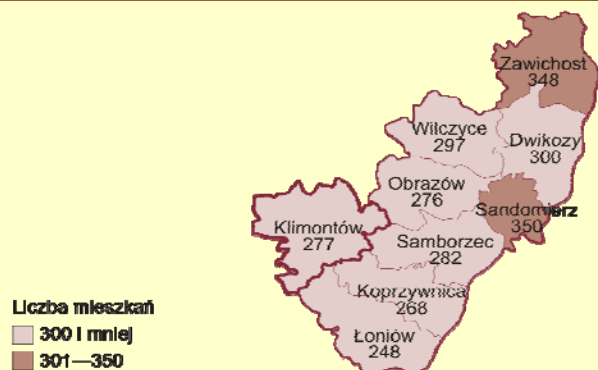 Zawichost
348
Wilczyce
297
Dwikozy
300
Obrazów
276
Sandomierz
350
Klimontów
277
Samborzec
282
Koprzywnica
268
Łoniów
248
Liczba mieszkań
300 i mniej
301—350